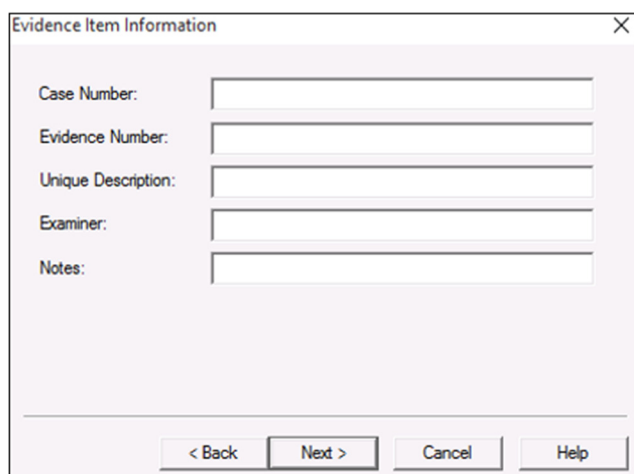 Evidence Item Information
Case Number:
Evidence Number:
Unique Description:
Examiner:
Notes:
< Back Next > Cancel Help